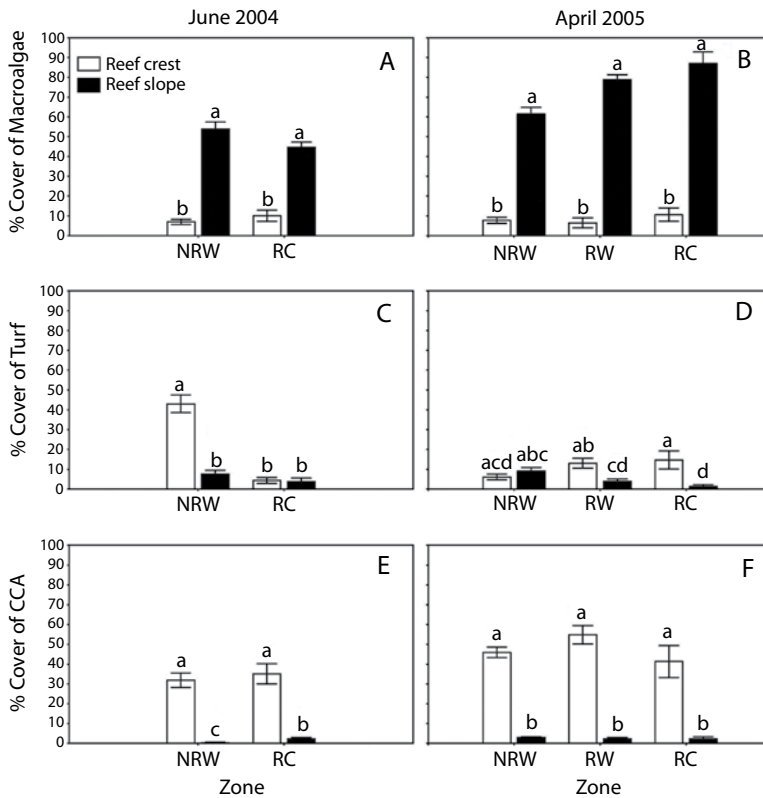 June 2004
April 2005
% Cover of Macroalgae
100
90
80
70
60
50
40
30
20
10
0
Reef crest
Reef slope
A
b
a
b
a
NRW
RC
B
b
a
b
a
b
a
NRW
RW
RC
% Cover of Turf
100
90
80
70
60
50
40
30
20
10
0
C
a
b
b
b
NRW
RC
D
acd
abc
ab
cd
a
d
NRW
RW
RC
% Cover of CCA
100
90
80
70
60
50
40
30
20
10
0
E
a
c
a
b
NRW
RC
Zone
F
a
b
a
b
a
b
NRW
RW
RC
Zone